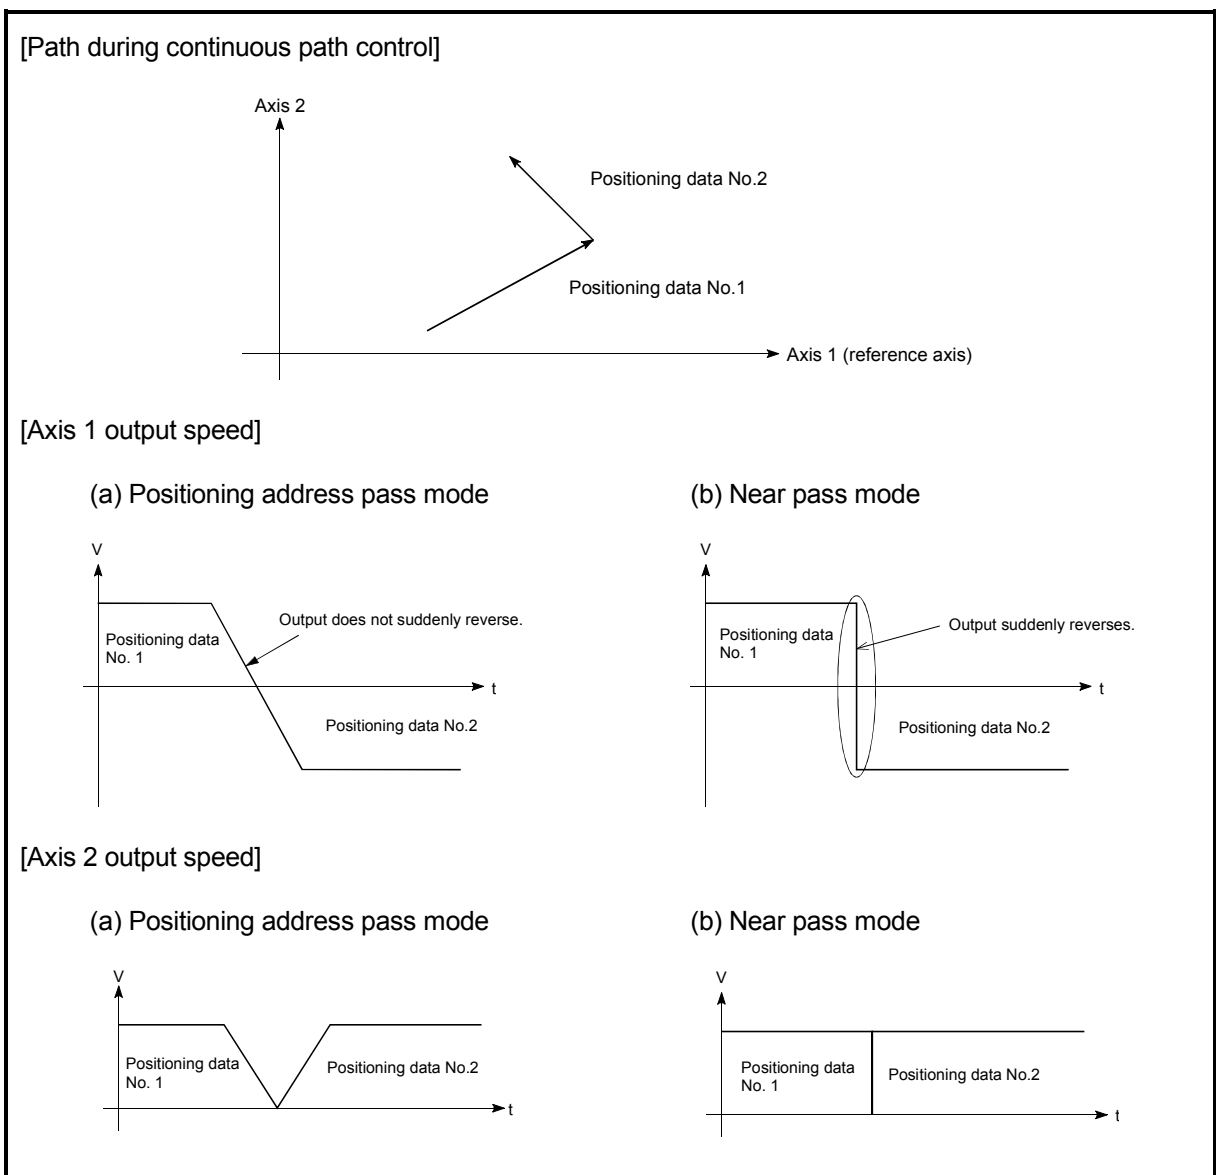 [Path during continuous path control]
Axis 2
Positioning data No.2
Positioning data No.1
Axis 1 (reference axis)
[Axis 1 output speed]
(a) Positioning address pass mode
V
Output does not suddenly reverse.
Positioning data
No. 1
t
Positioning data No.2
(b) Near pass mode
V
Output suddenly reverses.
Positioning data
No. 1
t
Positioning data No.2
[Axis 2 output speed]
(a) Positioning address pass mode
V
Positioning data
No. 1
Positioning data No.2
t
(b) Near pass mode
V
Positioning data
No. 1
Positioning data No.2
t